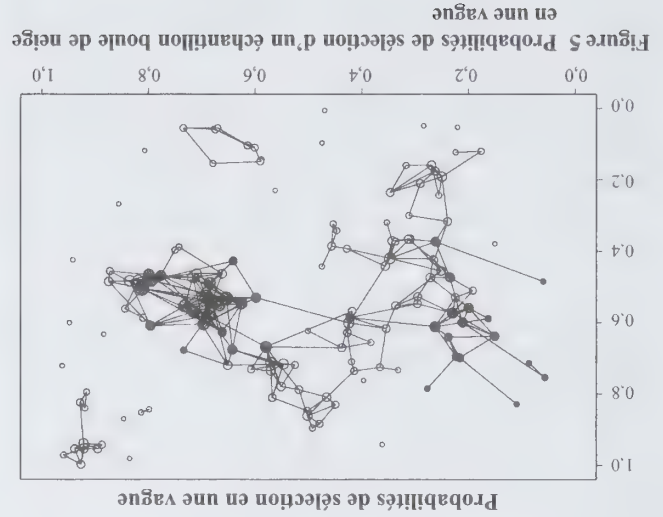 Probabilités de sélection en une vague
1,0
0,8
0,6
0,4
0,2
0,0
0,0 0,2 0,4 0,6 0,8 1,0
Figure 5 Probabilités de sélection d'un échantillon boule de neige
en une vague